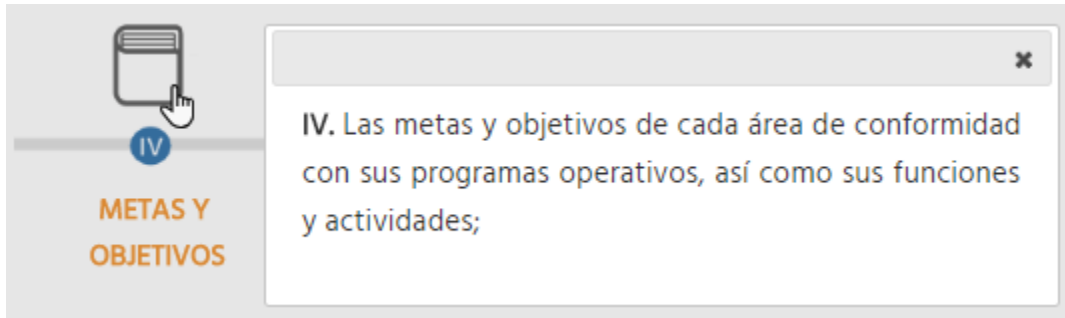 IV
METAS Y
OBJETIVOS
IV. Las metas y objetivos de cada área de conformidad
con sus programas operativos, así como sus funciones
y actividades;